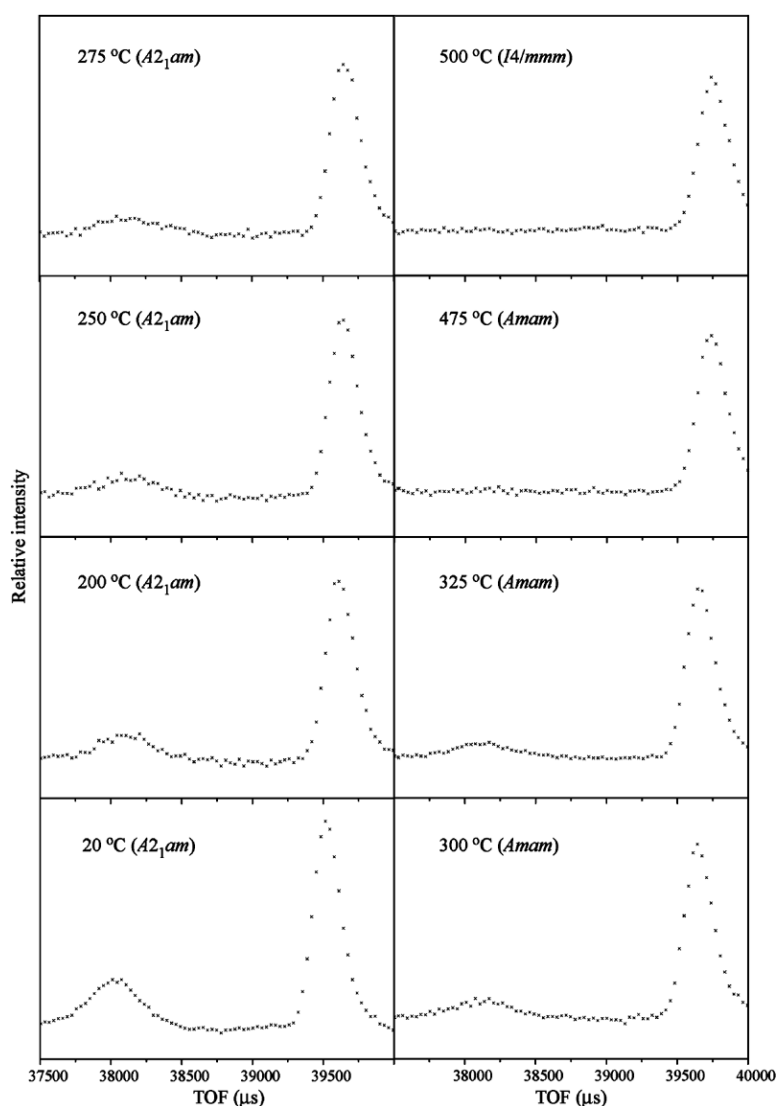 275 °C (A2₁am)
500 °C (I4/mmm)
250 °C (A2₁am)
475 °C (Amam)
Relative intensity
200 °C (A2₁am)
325 °C (Amam)
20 °C (A2₁am)
300 °C (Amam)
37500 38000 38500 39000 39500 38000 38500 39000 39500 40000
TOF (μs) TOF (μs)